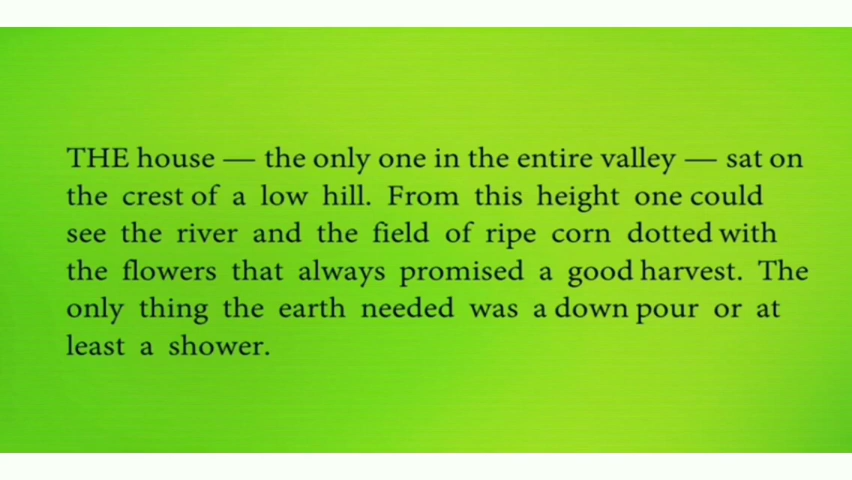 THE house — the only one in the entire valley — sat on
the crest of a low hill. From this height one could
see the river and the field of ripe corn dotted with
the flowers that always promised a good harvest. The
only thing the earth needed was a down pour or at
least a shower.